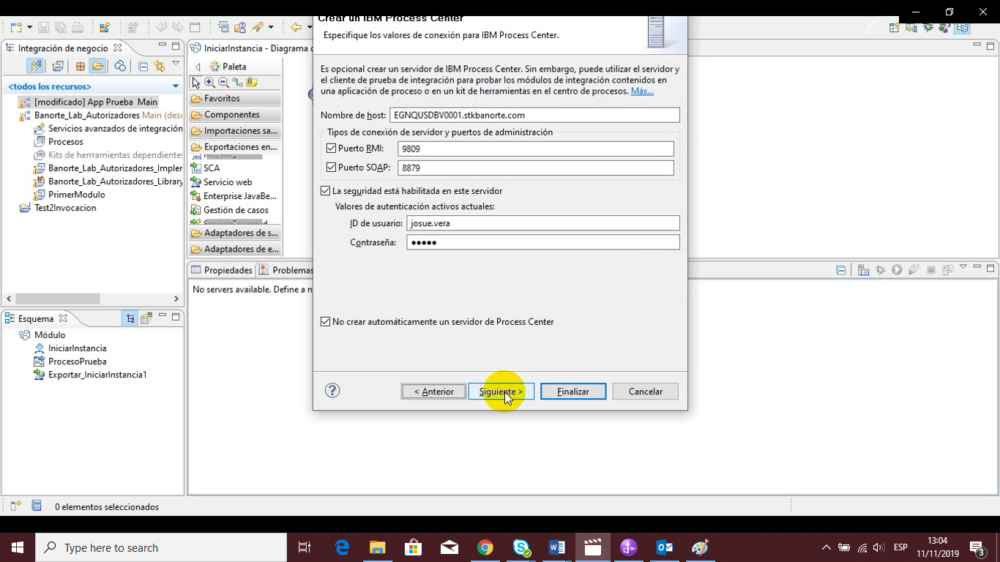 Crear un IBM Process Center
Especifique los valores de conexión para IBM Process Center.
Integración de negocio
IniciarInstancia - Diagrama d
Paleta
<todos los recursos>
[modificado] App Prueba Main
Banorte_Lab_Autorizadores Main (desc
Servicios avanzados de integración
Procesos
Kits de herrramientas dependientes
Banorte_Lab_Autorizadores_Implem
Banorte_Lab_Autorizadores_Library
PrimerModulo
Test2Invocacion
Favoritos
Componentes
Importaciones sa...
Exportaciones en...
SCA
Servicio web
Enterprise JavaBe...
Gestión de casos
Adaptadores de s...
Adaptadores de e...
Es opcional crear un servidor de IBM Process Center. Sin embargo, puede utilizar el servidor y
el cliente de prueba de integración para probar los módulos de integración contenidos en
una aplicación de proceso o en un kit de herramientas en el centro de procesos. Más...
Nombre de host: EGNQUSDBV0001.stkbanorte.com
Tipos de conexión de servidor y puertos de administración
Puerto RMI: 9809
Puerto SOAP: 8879
La seguridad está habilitada en este servidor
Valores de autenticación activos actuales:
ID de usuario: josue.vera
Contraseña: •••••
No crear automáticamente un servidor de Process Center
< Anterior
Siguiente >
Finalizar
Cancelar
Propiedades
Problemas
No servers available. Define a n
Esquema
Módulo
IniciarInstancia
ProcesoPrueba
Exportar_IniciarInstancia1
0 elementos seleccionados
Type here to search
ESP
13:04
11/11/2019
3